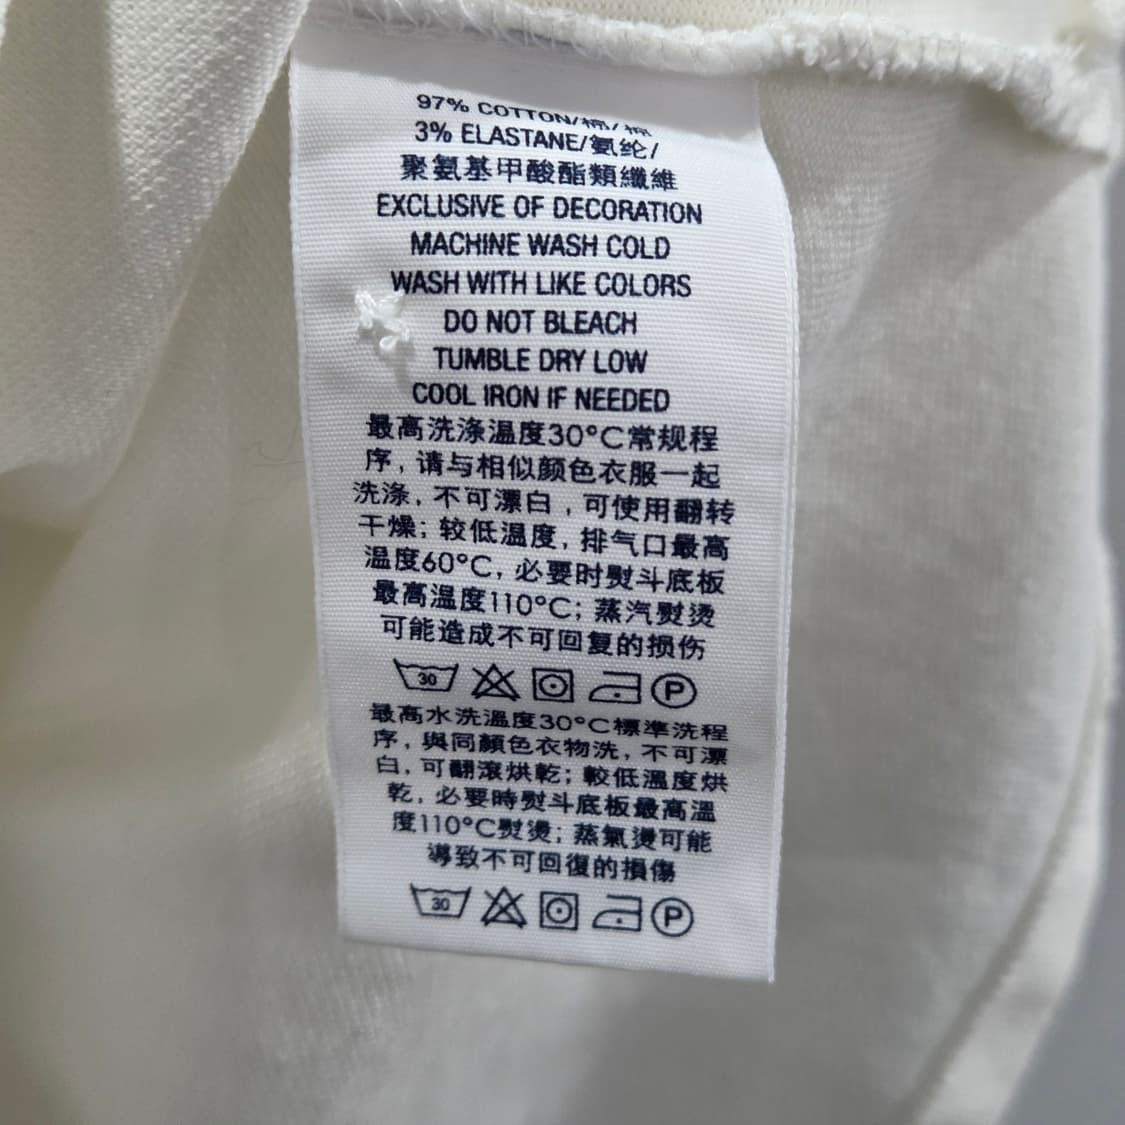 97% COTTON/棉/棉
3% ELASTANE/氨纶/
聚氨基甲酸酯類纖維
EXCLUSIVE OF DECORATION
MACHINE WASH COLD
WASH WITH LIKE COLORS
DO NOT BLEACH
TUMBLE DRY LOW
COOL IRON IF NEEDED
最高洗涤温度30°C常规程
序, 请与相似颜色衣服一起
洗涤, 不可漂白, 可使用翻转
干燥; 较低温度, 排气口最高
温度60°C, 必要时熨斗底板
最高温度110°C; 蒸汽熨烫
可能造成不可回复的损伤
30 P
最高水洗溫度30°C標準洗程
序, 與同顏色衣物洗, 不可漂
白, 可翻滾烘乾; 較低溫度烘
乾, 必要時熨斗底板最高溫
度110°C熨燙; 蒸氣燙可能
導致不可回復的損傷
30 P